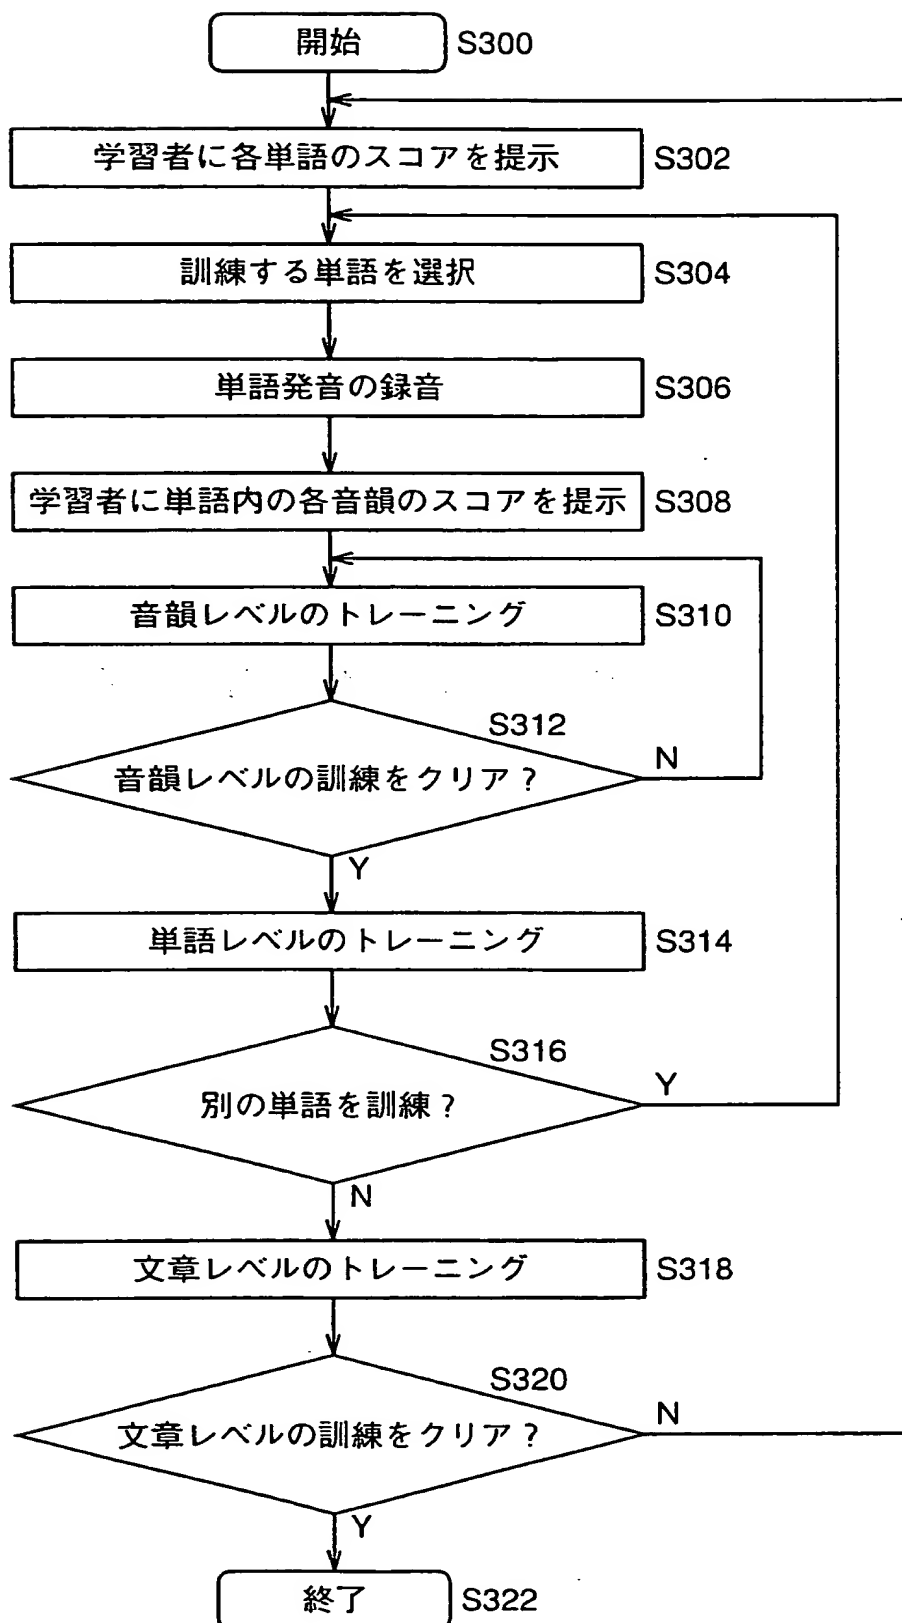 開始 S300
学習者に各単語のスコアを提示 S302
訓練する単語を選択 S304
単語発音の録音 S306
学習者に単語内の各音韻のスコアを提示 S308
音韻レベルのトレーニング S310
S312
音韻レベルの訓練をクリア？ N
Y
単語レベルのトレーニング S314
S316
別の単語を訓練？ Y
N
文章レベルのトレーニング S318
S320
文章レベルの訓練をクリア？ N
Y
終了 S322